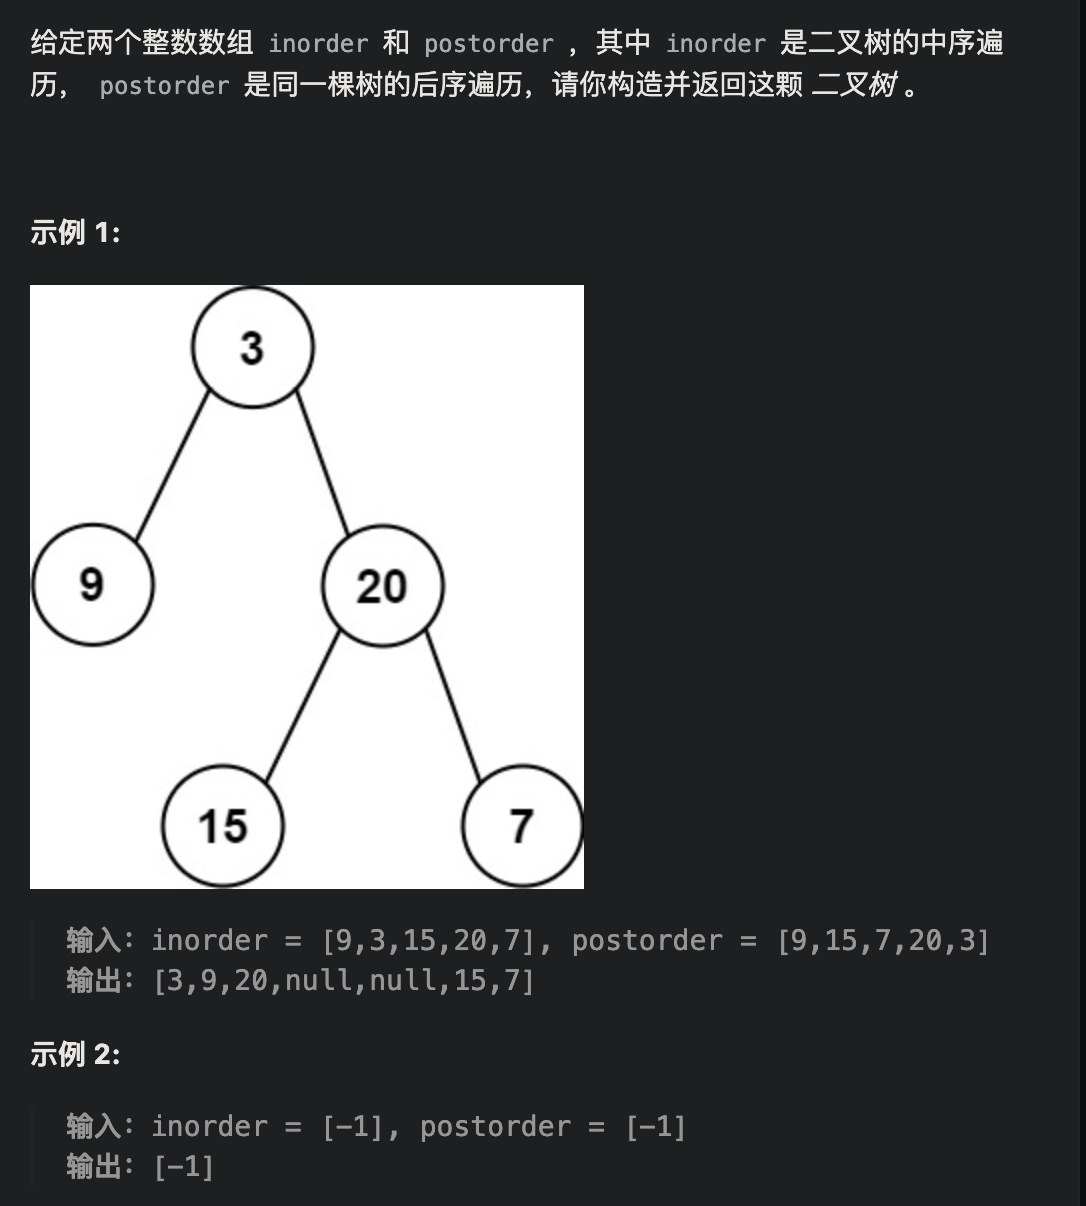 给定两个整数数组 inorder 和 postorder ，其中 inorder 是二叉树的中序遍
历， postorder 是同一棵树的后序遍历，请你构造并返回这颗 二叉树 。
示例 1:
3
9
20
15
7
输入：inorder = [9,3,15,20,7], postorder = [9,15,7,20,3]
输出：[3,9,20,null,null,15,7]
示例 2:
输入：inorder = [-1], postorder = [-1]
输出：[-1]